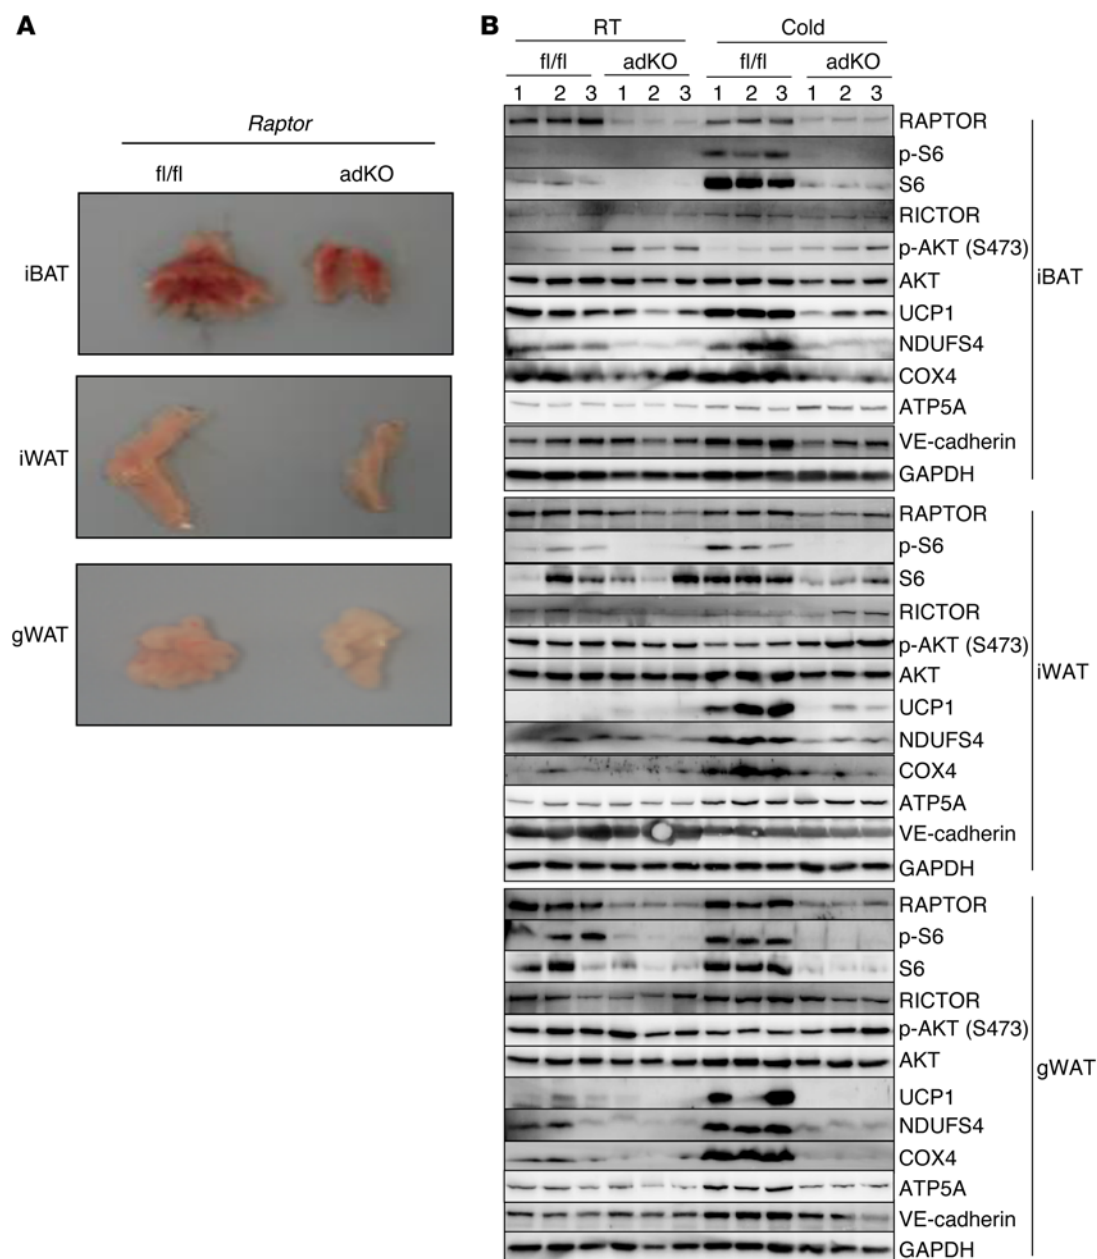 A
Raptor
fl/fl adKO
iBAT
iWAT
gWAT
B
RT Cold
fl/fl adKO fl/fl adKO
1 2 3 1 2 3 1 2 3 1 2 3
RAPTOR
p-S6
S6
RICTOR
p-AKT (S473)
AKT
UCP1
NDUFS4
COX4
ATP5A
VE-cadherin
GAPDH
iBAT
RAPTOR
p-S6
S6
RICTOR
p-AKT (S473)
AKT
UCP1
NDUFS4
COX4
ATP5A
VE-cadherin
GAPDH
iWAT
RAPTOR
p-S6
S6
RICTOR
p-AKT (S473)
AKT
UCP1
NDUFS4
COX4
ATP5A
VE-cadherin
GAPDH
gWAT